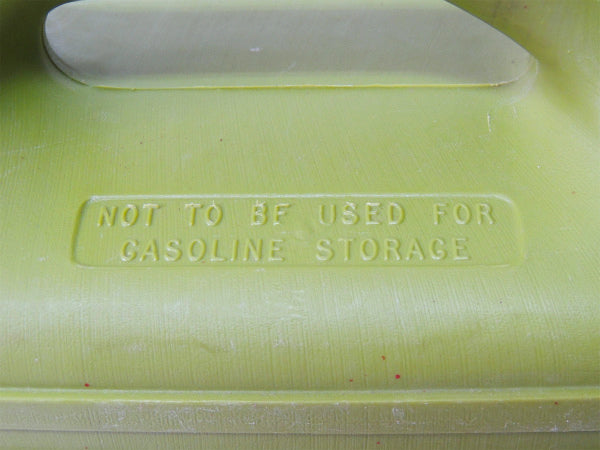 NOT TO BE USED FOR
GASOLINE STORAGE